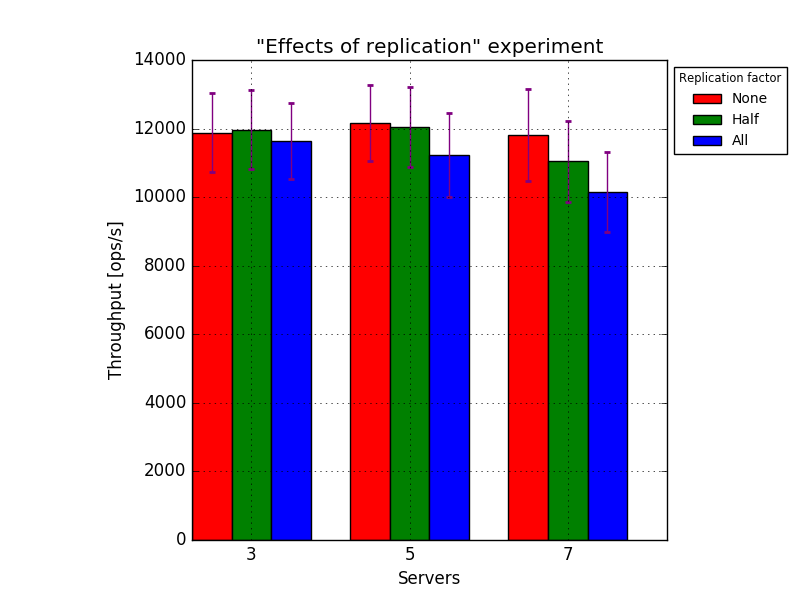 "Effects of replication" experiment
14000
12000
10000
8000
6000
4000
2000
0
Throughput [ops/s]
3 5 7
Servers
Replication factor
None
Half
All